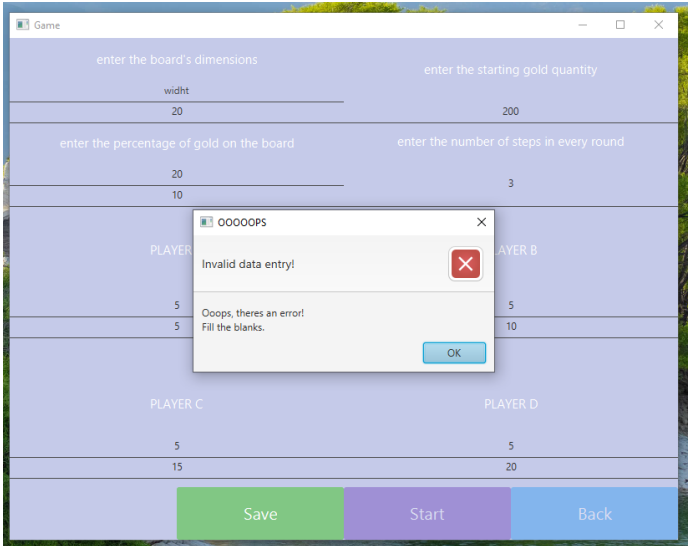 Game
enter the board's dimensions
widht
20
enter the starting gold quantity
200
enter the percentage of gold on the board
20
10
enter the number of steps in every round
3
PLAYER
5
5
AYER B
5
10
OOOOOPS
Invalid data entry!
Ooops, theres an error!
Fill the blanks.
OK
PLAYER C
5
15
PLAYER D
5
20
Save
Start
Back